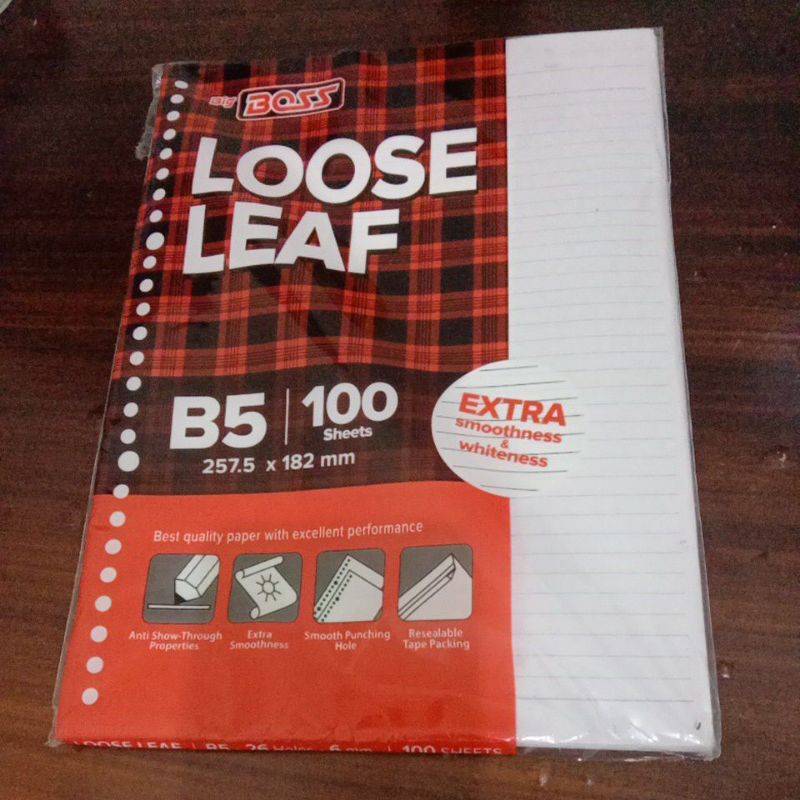 Big BOSS
LOOSE
LEAF
B5 | 100
Sheets
257.5 x 182 mm
EXTRA
smoothness
&
whiteness
Best quality paper with excellent performance
Anti Show-Through
Properties
Extra
Smoothness
Smooth Punching
Hole
Resealable
Tape Packing
LOOSE LEAF | B5 26 Holes 6 mm | 100 SHEETS